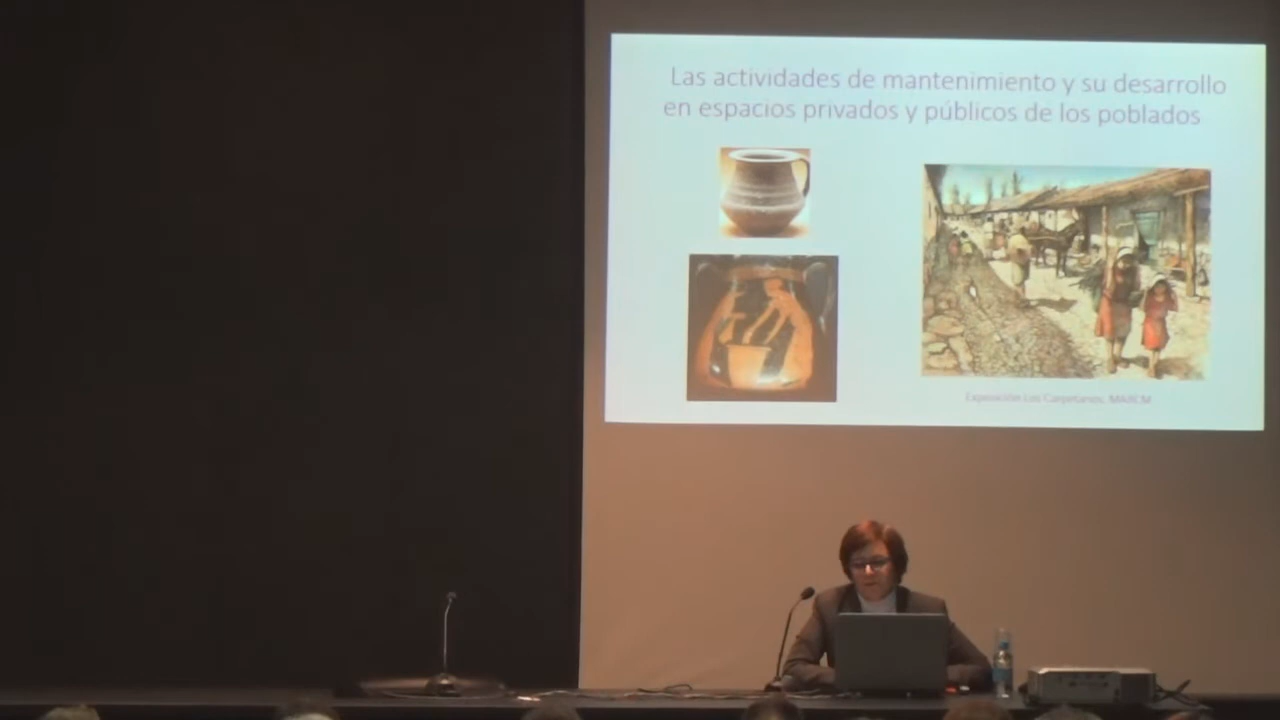 Las actividades de mantenimiento y su desarrollo
en espacios privados y públicos de los poblados
Exposición Los Carpetanos. MARCM